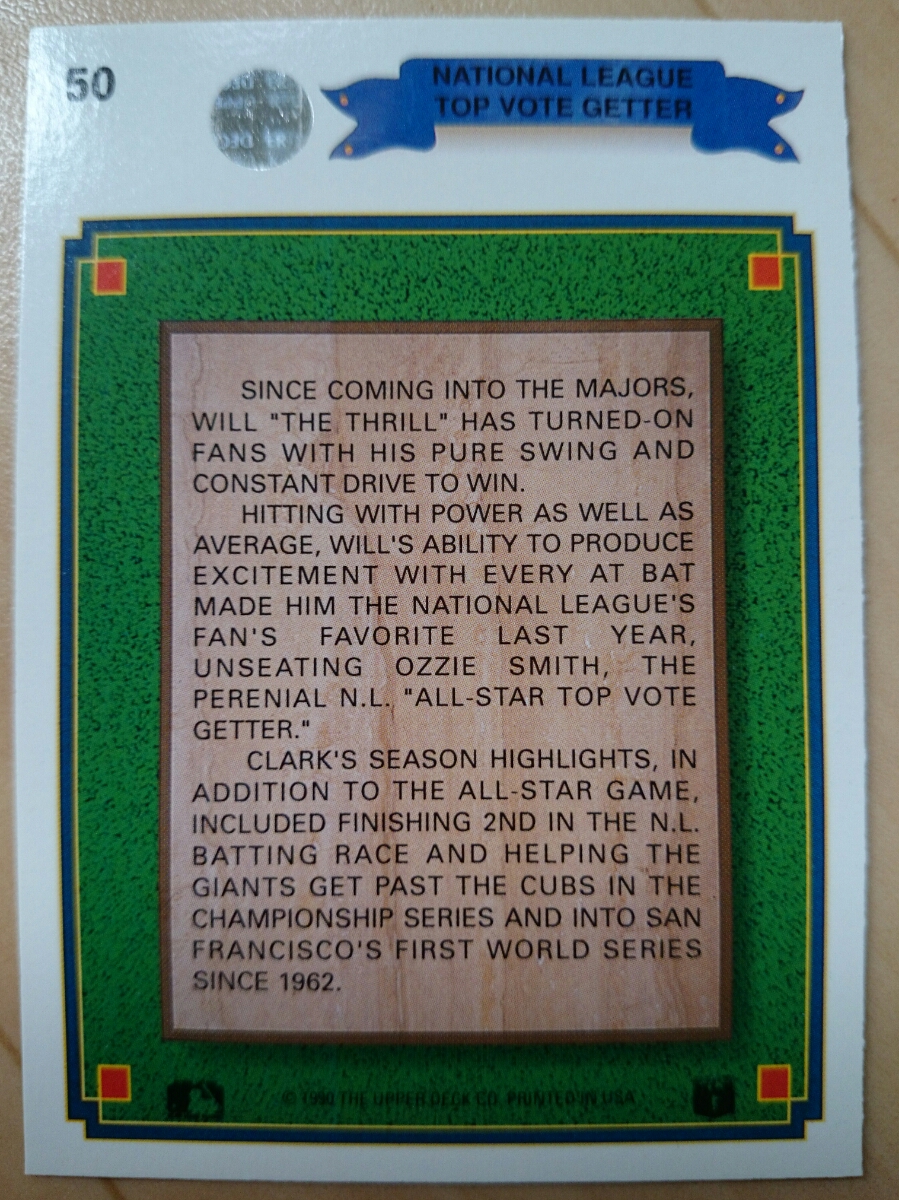 50
NATIONAL LEAGUE
TOP VOTE GETTER
SINCE COMING INTO THE MAJORS,
WILL "THE THRILL" HAS TURNED-ON
FANS WITH HIS PURE SWING AND
CONSTANT DRIVE TO WIN.
HITTING WITH POWER AS WELL AS
AVERAGE, WILL'S ABILITY TO PRODUCE
EXCITEMENT WITH EVERY AT BAT
MADE HIM THE NATIONAL LEAGUE'S
FAN'S FAVORITE LAST YEAR,
UNSEATING OZZIE SMITH, THE
PERENIAL N.L. "ALL-STAR TOP VOTE
GETTER."
CLARK'S SEASON HIGHLIGHTS, IN
ADDITION TO THE ALL-STAR GAME,
INCLUDED FINISHING 2ND IN THE N.L.
BATTING RACE AND HELPING THE
GIANTS GET PAST THE CUBS IN THE
CHAMPIONSHIP SERIES AND INTO SAN
FRANCISCO'S FIRST WORLD SERIES
SINCE 1962.
© 1990 THE UPPER DECK CO. PRINTED IN USA